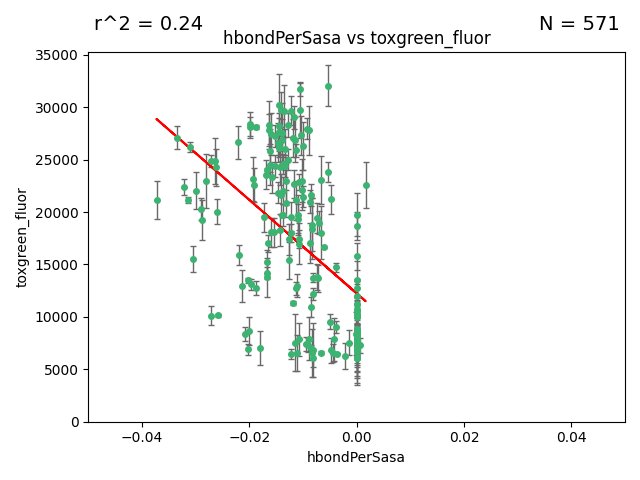 r^2 = 0.24
N = 571
hbondPerSasa vs toxgreen_fluor
35000
30000
25000
20000
15000
10000
5000
0
toxgreen_fluor
−0.04
−0.02
0.00
0.02
0.04
hbondPerSasa